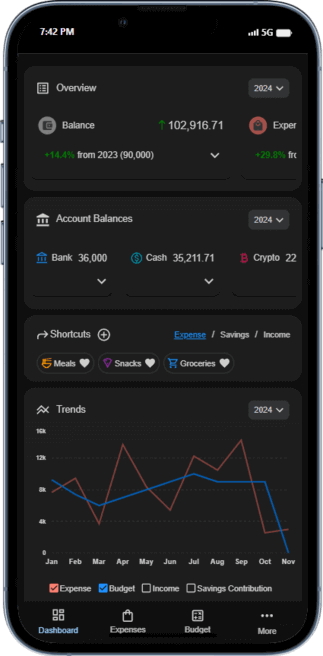 7:42 PM 5G
Overview 2024
Balance ↑ 102,916.71 Exper
+14.4% from 2023 (90,000) +29.8% fro
Account Balances 2024
Bank 36,000 Cash 35,211.71 Crypto 22
Shortcuts Expense / Savings / Income
Meals Snacks Groceries
Trends 2024
16k
12k
8k
4k
0
Jan Feb Mar Apr May Jun Jul Aug Sep Oct Nov
Expense Budget Income Savings Contribution
Dashboard Expenses Budget More